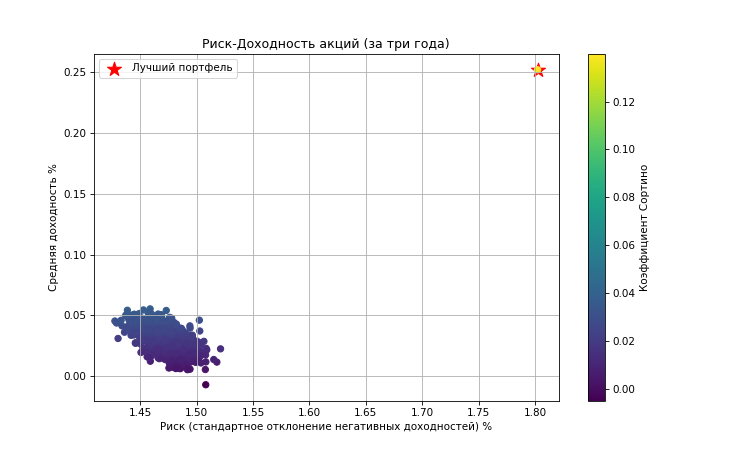 Риск-Доходность акций (за три года)
Лучший портфель
0.25
0.20
0.15
0.10
0.05
0.00
Средняя доходность %
1.45 1.50 1.55 1.60 1.65 1.70 1.75 1.80
Риск (стандартное отклонение негативных доходностей) %
0.12
0.10
0.08
0.06
0.04
0.02
0.00
Коэффициент Сортино